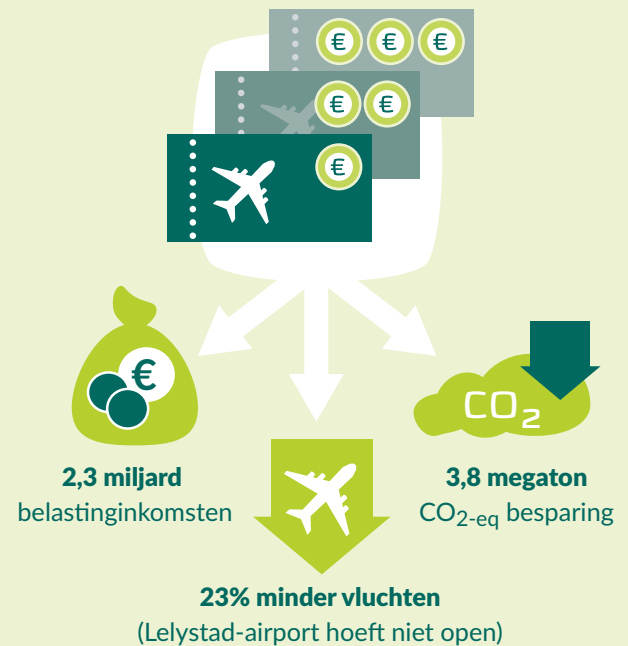 € € €
€ €
€
€
CO2
2,3 miljard
belastinginkomsten
3,8 megaton
CO2-eq besparing
23% minder vluchten
(Lelystad-airport hoeft niet open)